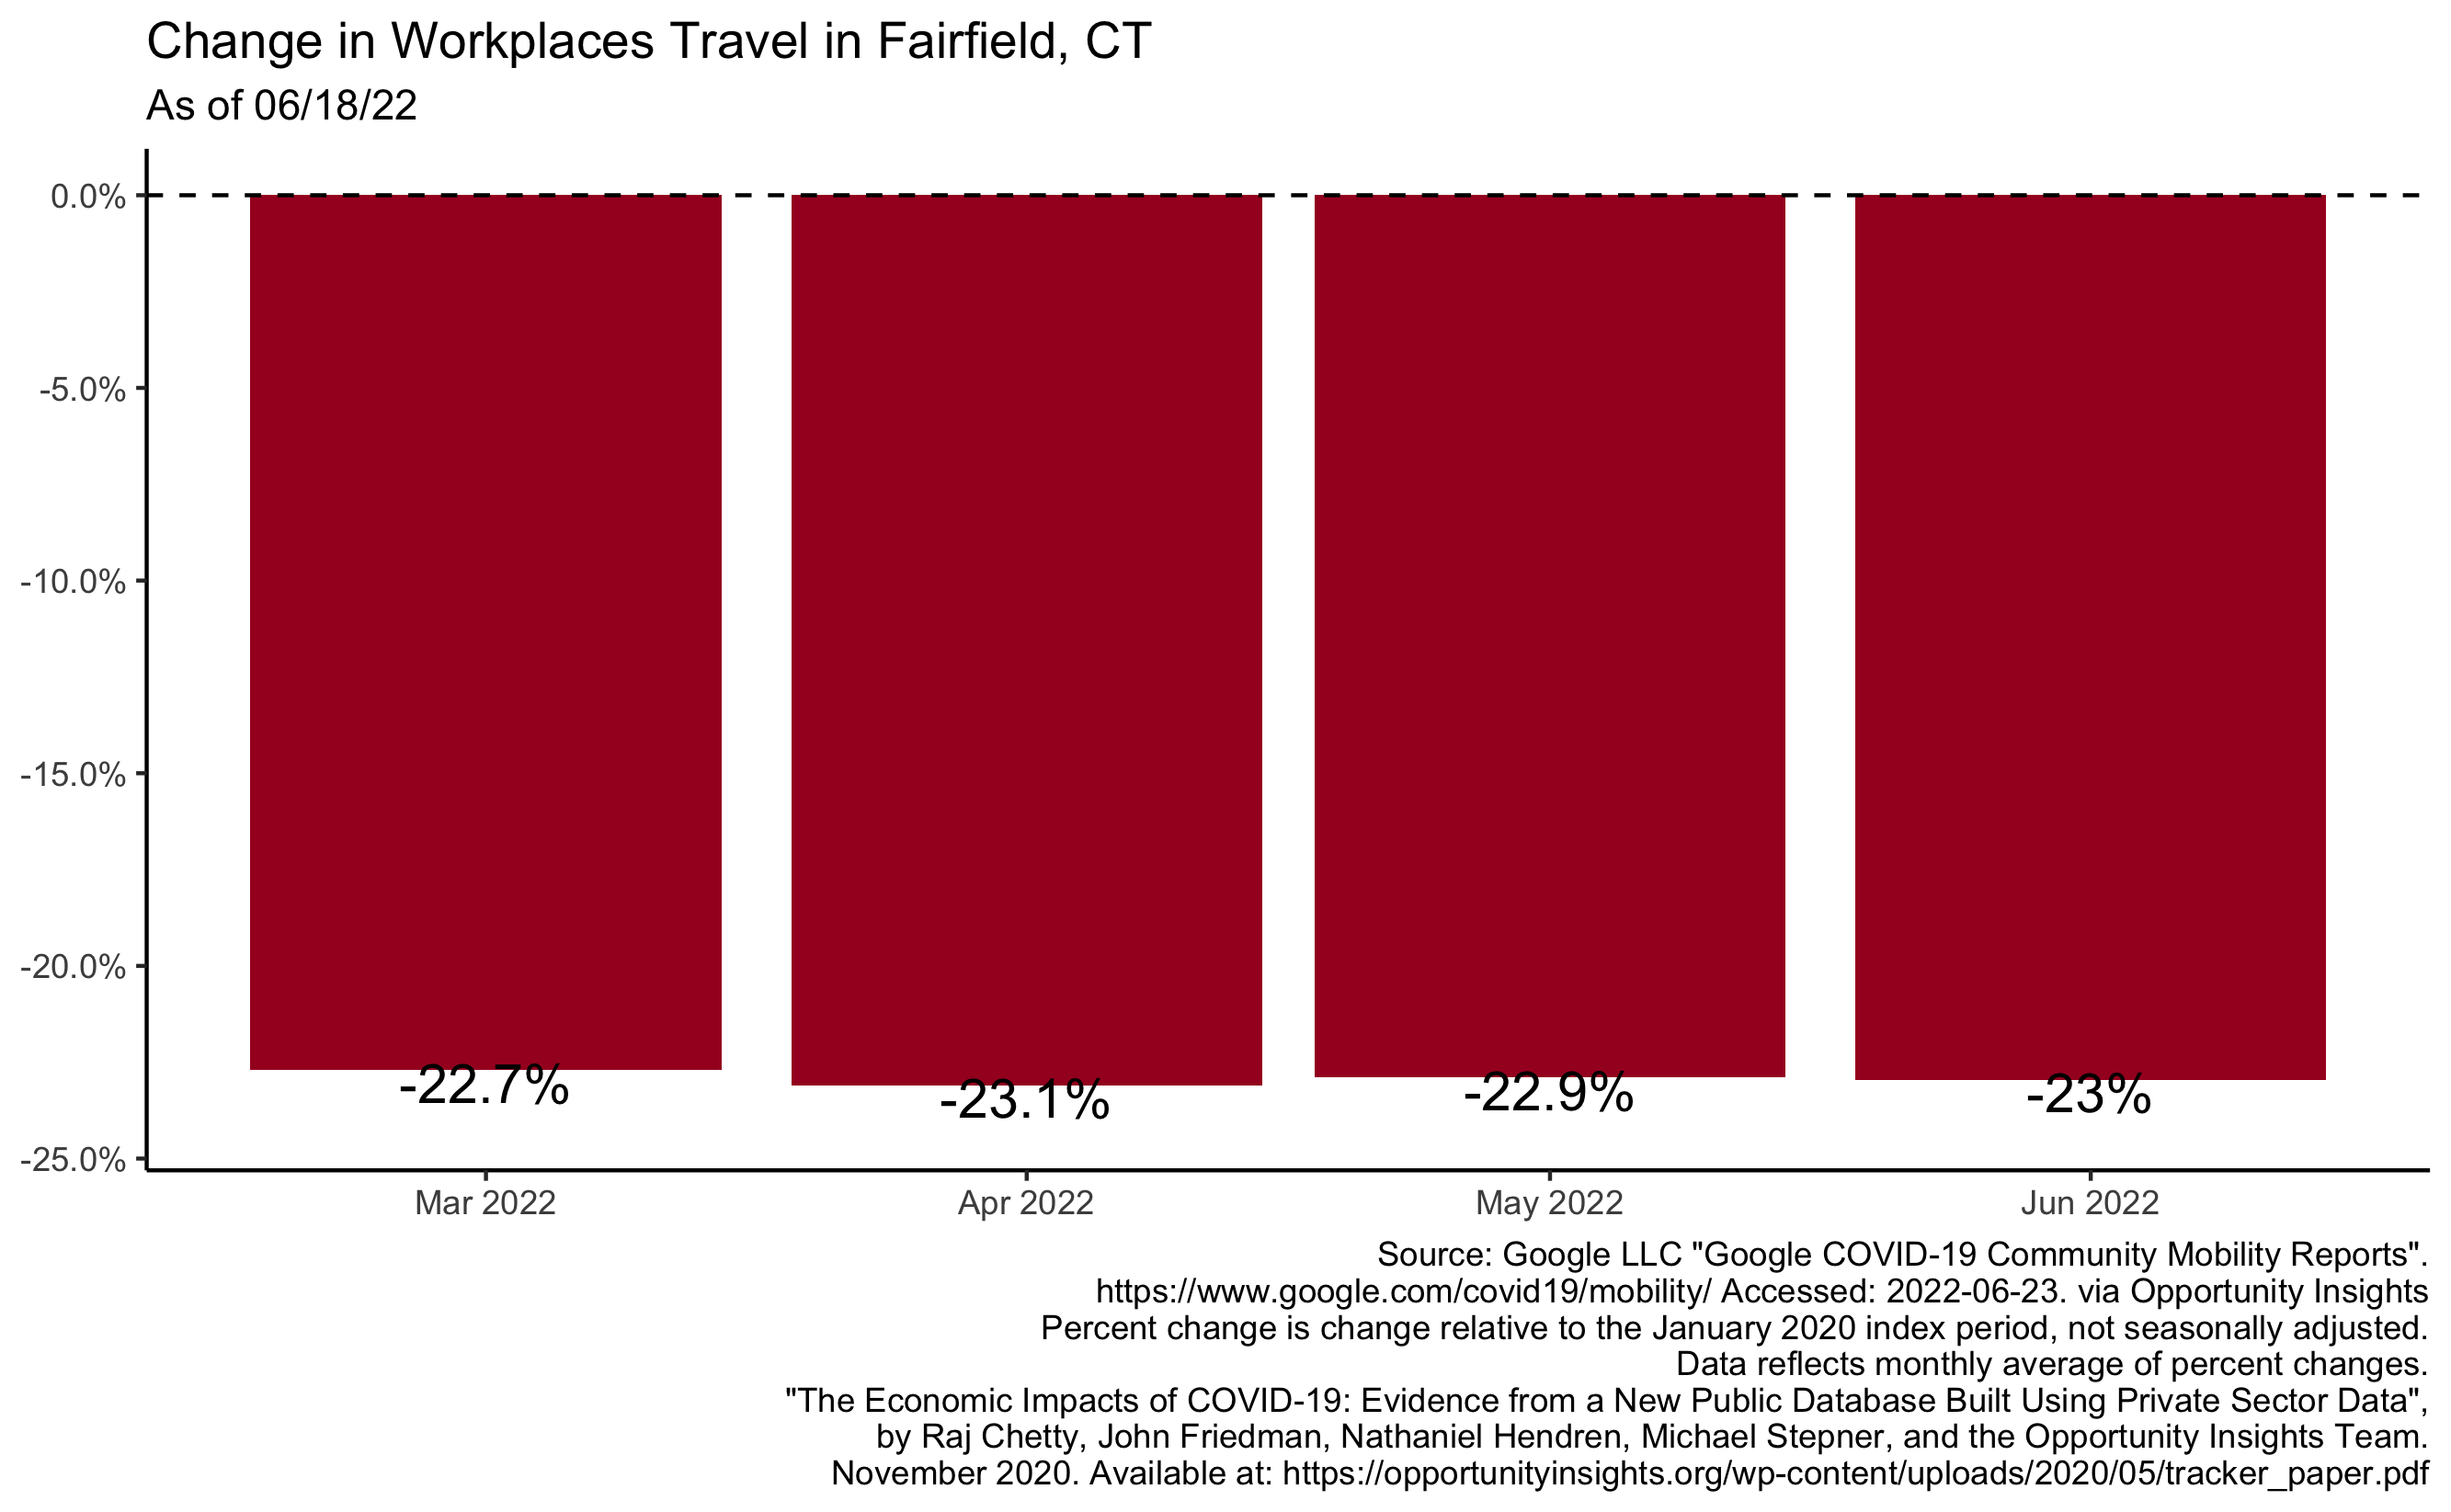 Change in Workplaces Travel in Fairfield, CT
As of 06/18/22
0.0%
-5.0%
-10.0%
-15.0%
-20.0%
-25.0%
-22.7%
-23.1%
-22.9%
-23%
Mar 2022
Apr 2022
May 2022
Jun 2022
Source: Google LLC "Google COVID-19 Community Mobility Reports".
https://www.google.com/covid19/mobility/ Accessed: 2022-06-23. via Opportunity Insights
Percent change is change relative to the January 2020 index period, not seasonally adjusted.
Data reflects monthly average of percent changes.
"The Economic Impacts of COVID-19: Evidence from a New Public Database Built Using Private Sector Data",
by Raj Chetty, John Friedman, Nathaniel Hendren, Michael Stepner, and the Opportunity Insights Team.
November 2020. Available at: https://opportunityinsights.org/wp-content/uploads/2020/05/tracker_paper.pdf